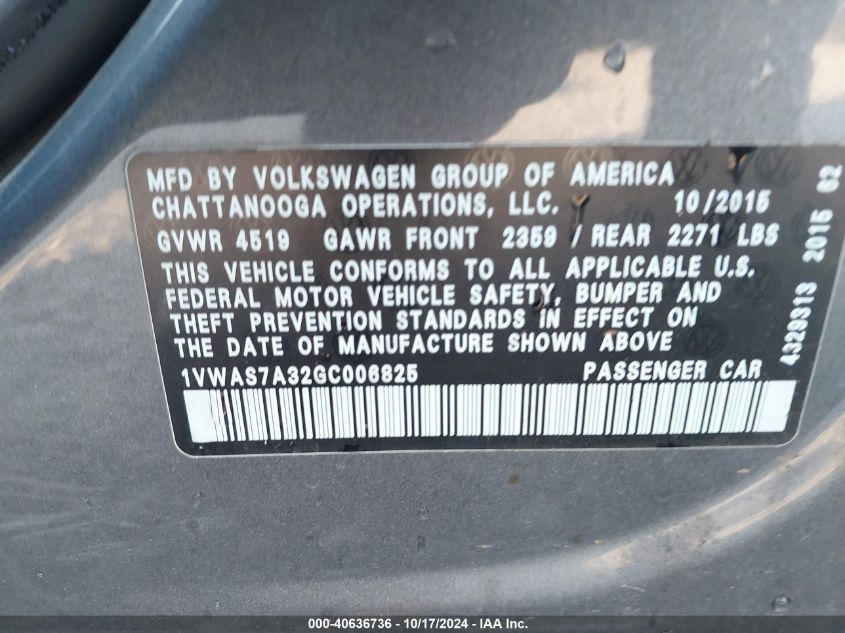 MFD BY VOLKSWAGEN GROUP OF AMERICA
CHATTANOOGA OPERATIONS, LLC. 10/2015
GVWR 4519 GAWR FRONT 2359 / REAR 2271 LBS
THIS VEHICLE CONFORMS TO ALL APPLICABLE U.S.
FEDERAL MOTOR VEHICLE SAFETY, BUMPER AND
THEFT PREVENTION STANDARDS IN EFFECT ON
THE DATE OF MANUFACTURE SHOWN ABOVE
1VWAS7A32GC006825 PASSENGER CAR
4329313 2015 62
000-40636736 - 10/17/2024 - IAA, Inc.